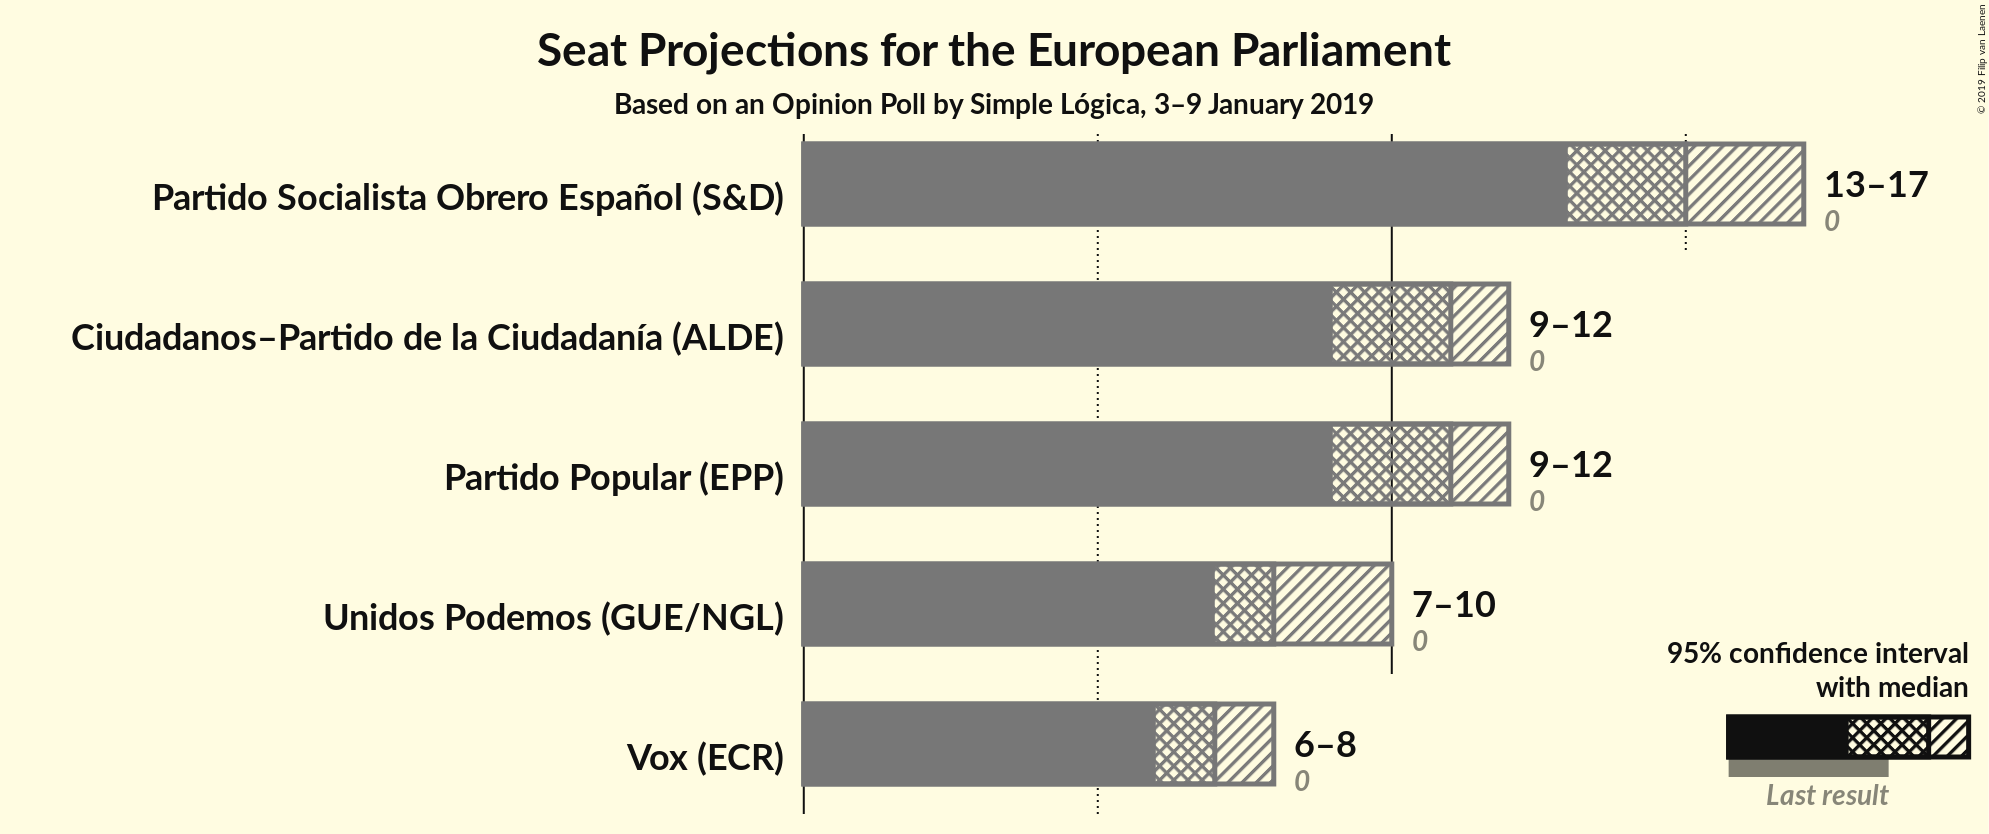 Seat Projections for the European Parliament
Based on an Opinion Poll by Simple Lógica, 3–9 January 2019
© 2019 Filip van Laenen
Partido Socialista Obrero Español (S&D)
13–17
0
Ciudadanos–Partido de la Ciudadanía (ALDE)
9–12
0
Partido Popular (EPP)
9–12
0
Unidos Podemos (GUE/NGL)
7–10
0
Vox (ECR)
6–8
0
95% confidence interval
with median
Last result